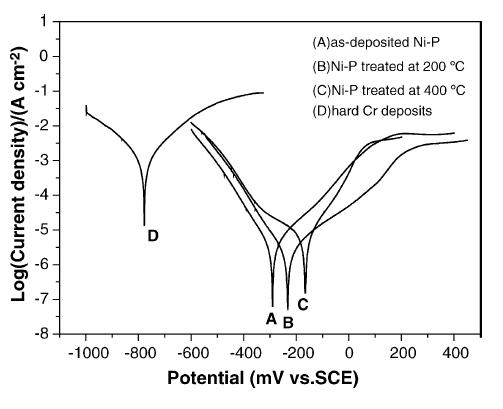 1
0
-1
-2
-3
-4
-5
-6
-7
-8
Log(Current density)/(A cm-2)
(A)as-deposited Ni-P
(B)Ni-P treated at 200 ºC
(C)Ni-P treated at 400 ºC
(D)hard Cr deposits
D
A
B
C
-1000 -800 -600 -400 -200 0 200 400
Potential (mV vs.SCE)